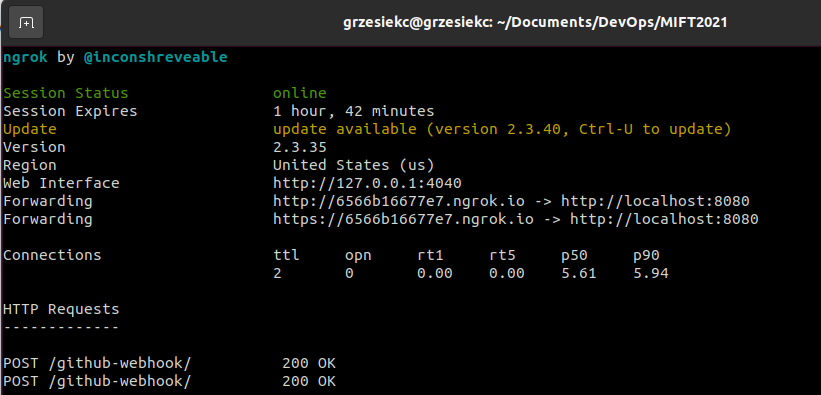 grzesiekc@grzesiekc: ~/Documents/DevOps/MIFT2021
ngrok by @inconshreveable
Session Status online
Session Expires 1 hour, 42 minutes
Update update available (version 2.3.40, Ctrl-U to update)
Version 2.3.35
Region United States (us)
Web Interface http://127.0.0.1:4040
Forwarding http://6566b16677e7.ngrok.io -> http://localhost:8080
Forwarding https://6566b16677e7.ngrok.io -> http://localhost:8080
Connections ttl opn rt1 rt5 p50 p90
2 0 0.00 0.00 5.61 5.94
HTTP Requests
-------------
POST /github-webhook/ 200 OK
POST /github-webhook/ 200 OK